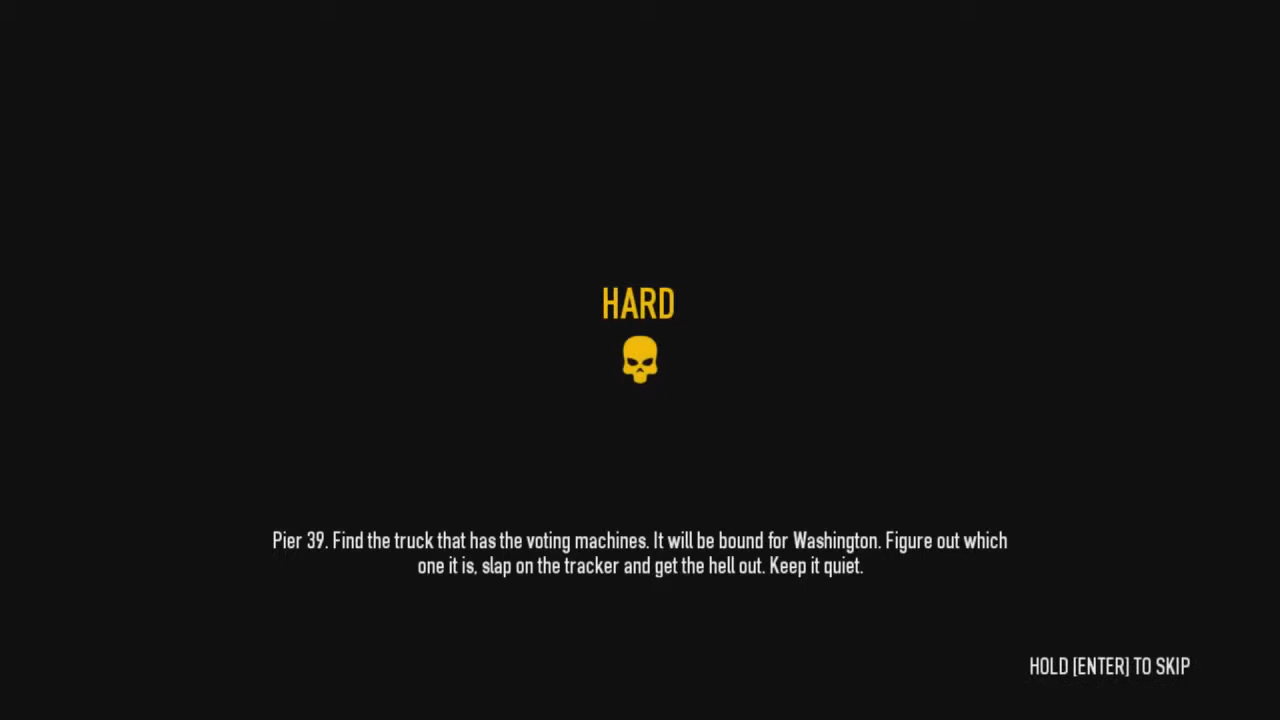 HARD
Pier 39. Find the truck that has the voting machines. It will be bound for Washington. Figure out which
one it is, slap on the tracker and get the hell out. Keep it quiet.
HOLD [ENTER] TO SKIP